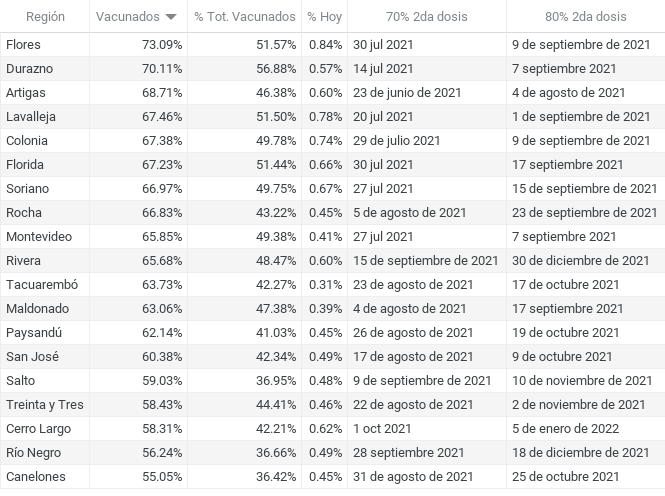 Región Vacunados % Tot. Vacunados % Hoy 70% 2da dosis 80% 2da dosis
Flores 73.09% 51.57% 0.84% 30 jul 2021 9 de septiembre de 2021
Durazno 70.11% 56.88% 0.57% 14 jul 2021 7 septiembre 2021
Artigas 68.71% 46.38% 0.60% 23 de junio de 2021 4 de agosto de 2021
Lavalleja 67.46% 51.50% 0.78% 20 jul 2021 1 de septiembre de 2021
Colonia 67.38% 49.78% 0.74% 29 de julio 2021 9 de septiembre de 2021
Florida 67.23% 51.44% 0.66% 30 jul 2021 17 septiembre 2021
Soriano 66.97% 49.75% 0.67% 27 jul 2021 15 de septiembre de 2021
Rocha 66.83% 43.22% 0.45% 5 de agosto de 2021 23 de septiembre de 2021
Montevideo 65.85% 49.38% 0.41% 27 jul 2021 7 septiembre 2021
Rivera 65.68% 48.47% 0.60% 15 de septiembre de 2021 30 de diciembre de 2021
Tacuarembó 63.73% 42.27% 0.31% 23 de agosto de 2021 17 de octubre 2021
Maldonado 63.06% 47.38% 0.39% 4 de agosto de 2021 17 septiembre 2021
Paysandú 62.14% 41.03% 0.45% 26 de agosto de 2021 19 de octubre 2021
San José 60.38% 42.34% 0.49% 17 de agosto de 2021 9 de octubre 2021
Salto 59.03% 36.95% 0.48% 9 de septiembre de 2021 10 de noviembre de 2021
Treinta y Tres 58.43% 44.41% 0.46% 22 de agosto de 2021 2 de noviembre de 2021
Cerro Largo 58.31% 42.21% 0.62% 1 oct 2021 5 de enero de 2022
Río Negro 56.24% 36.66% 0.49% 28 septiembre 2021 18 de diciembre de 2021
Canelones 55.05% 36.42% 0.45% 31 de agosto de 2021 25 de octubre 2021